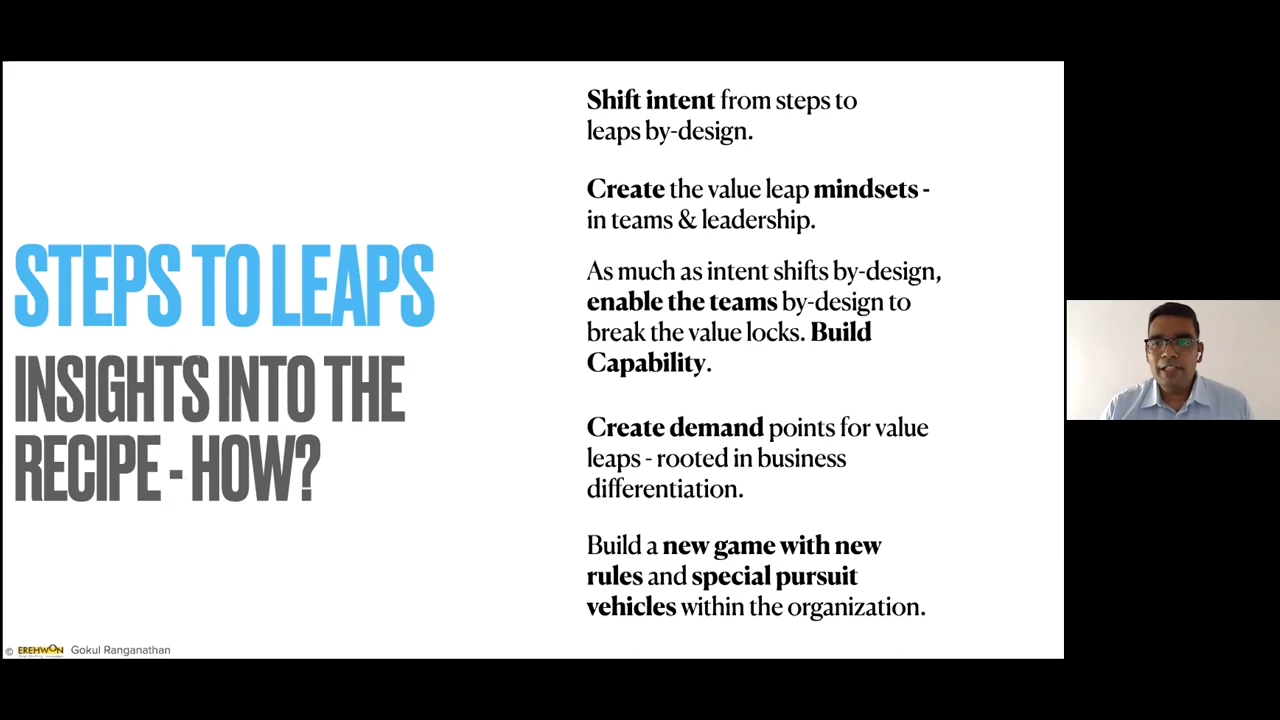 STEPS TO LEAPS
INSIGHTS INTO THE
RECIPE - HOW?
Shift intent from steps to
leaps by-design.
Create the value leap mindsets -
in teams & leadership.
As much as intent shifts by-design,
enable the teams by-design to
break the value locks. Build
Capability.
Create demand points for value
leaps - rooted in business
differentiation.
Build a new game with new
rules and special pursuit
vehicles within the organization.
© EREHWON Gokul Ranganathan